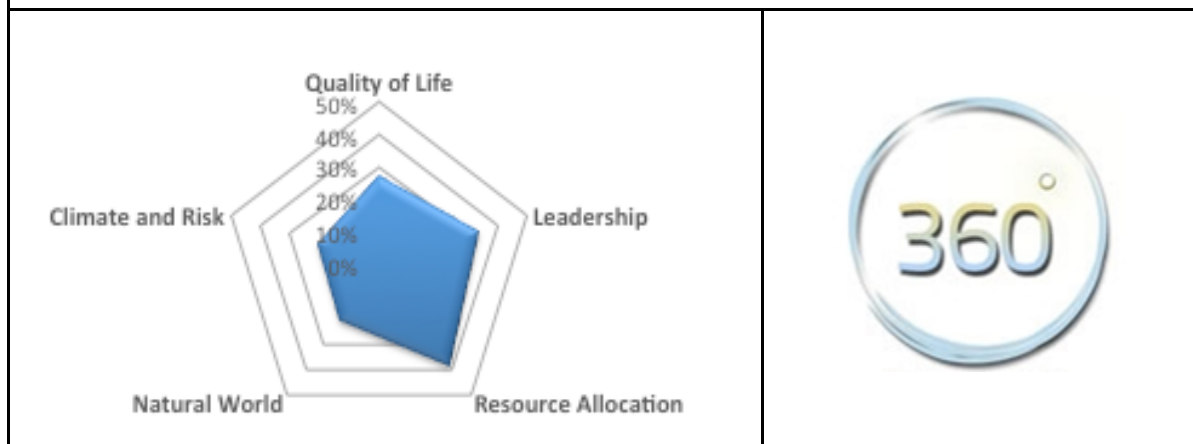 Quality of Life
50%
40%
30%
20%
10%
0%
Climate and Risk
Leadership
Natural World
Resource Allocation
360°